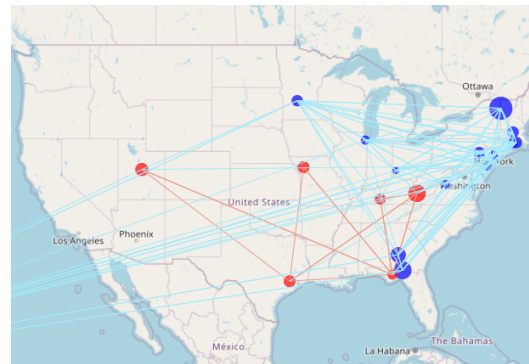 Ottawa
York
Washington
United States
Los Angeles
Phoenix
México
La Habana
The Bahamas